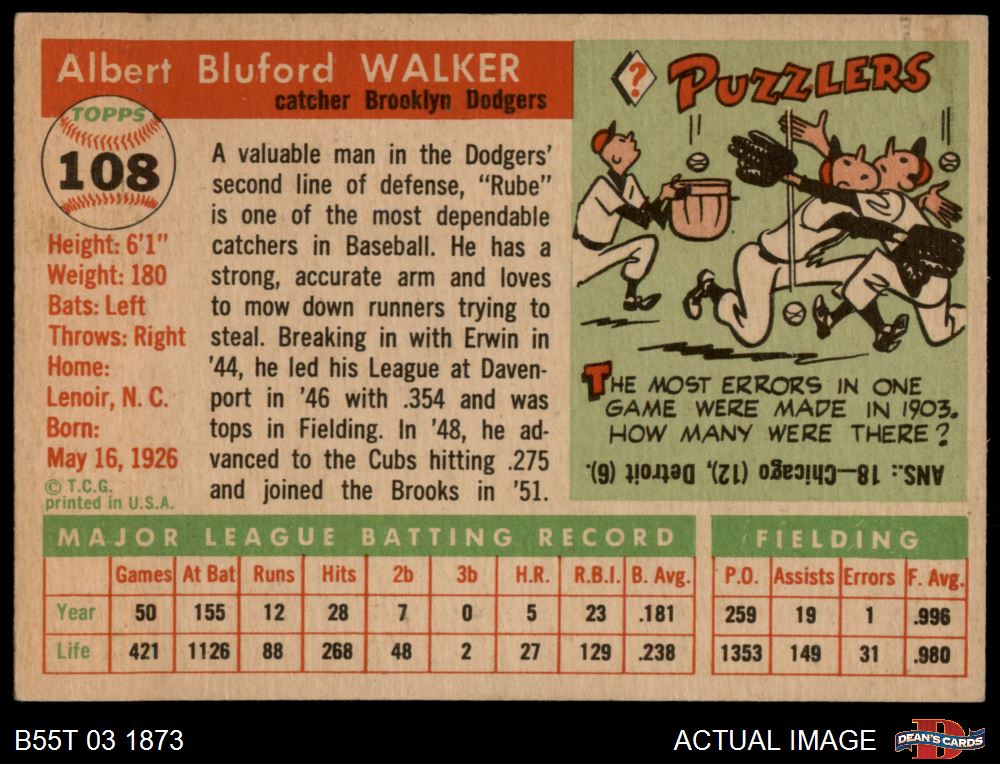 Albert Bluford WALKER
catcher Brooklyn Dodgers
TOPPS
108
Height: 6'1"
Weight: 180
Bats: Left
Throws: Right
Home:
Lenoir, N. C.
Born:
May 16, 1926
© T.C.G.
printed in U.S.A.
A valuable man in the Dodgers'
second line of defense, "Rube"
is one of the most dependable
catchers in Baseball. He has a
strong, accurate arm and loves
to mow down runners trying to
steal. Breaking in with Erwin in
'44, he led his League at Daven-
port in '46 with .354 and was
tops in Fielding. In '48, he ad-
vanced to the Cubs hitting .275
and joined the Brooks in '51.
?
PUZZLERS
THE MOST ERRORS IN ONE
GAME WERE MADE IN 1903.
HOW MANY WERE THERE?
ANS.: 18—Chicago (12), Detroit (6).
MAJOR LEAGUE BATTING RECORD
Games At Bat Runs Hits 2b 3b H.R. R.B.I. B. Avg.
Year 50 155 12 28 7 0 5 23 .181
Life 421 1126 88 268 48 2 27 129 .238
FIELDING
P.O. Assists Errors F. Avg.
259 19 1 .996
1353 149 31 .980
B55T 03 1873
ACTUAL IMAGE
DEAN'S CARDS